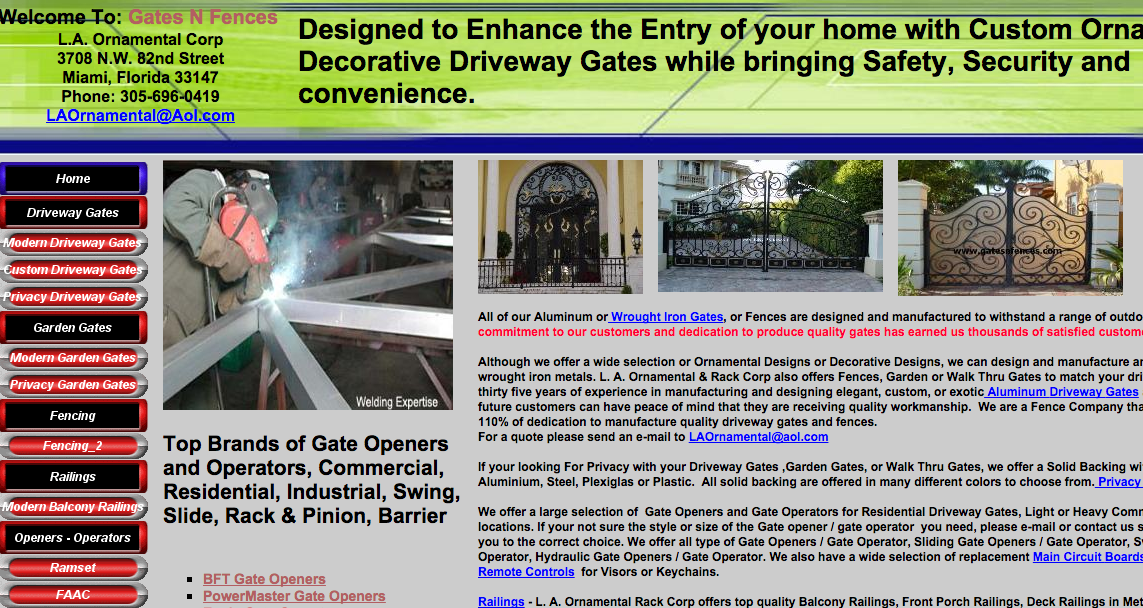 Welcome To: Gates N Fences
L.A. Ornamental Corp
3708 N.W. 82nd Street
Miami, Florida 33147
Phone: 305-696-0419
LAOrnamental@Aol.com
Designed to Enhance the Entry of your home with Custom Orna
Decorative Driveway Gates while bringing Safety, Security and
convenience.
Home
Driveway Gates
Modern Driveway Gates
Custom Driveway Gates
Privacy Driveway Gates
Garden Gates
Modern Garden Gates
Privacy Garden Gates
Fencing
Fencing_2
Railings
Modern Balcony Railings
Openers - Operators
Ramset
FAAC
Welding Expertise
Top Brands of Gate Openers
and Operators, Commercial,
Residential, Industrial, Swing,
Slide, Rack & Pinion, Barrier
BFT Gate Openers
PowerMaster Gate Openers
www.gatesnfences.com
All of our Aluminum or Wrought Iron Gates, or Fences are designed and manufactured to withstand a range of outdo
commitment to our customers and dedication to produce quality gates has earned us thousands of satisfied custom
Although we offer a wide selection or Ornamental Designs or Decorative Designs, we can design and manufacture
wrought iron metals. L. A. Ornamental & Rack Corp also offers Fences, Garden or Walk Thru Gates to match your dri
thirty five years of experience in manufacturing and designing elegant, custom, or exotic Aluminum Driveway Gates
future customers can have peace of mind that they are receiving quality workmanship. We are a Fence Company tha
110% of dedication to manufacture quality driveway gates and fences.
For a quote please send an e-mail to LAOrnamental@aol.com
If your looking For Privacy with your Driveway Gates ,Garden Gates, or Walk Thru Gates, we offer a Solid Backing wi
Aluminium, Steel, Plexiglas or Plastic. All solid backing are offered in many different colors to choose from. Privacy
We offer a large selection of Gate Openers and Gate Operators for Residential Driveway Gates, Light or Heavy Com
locations. If your not sure the style or size of the Gate opener / gate operator you need, please e-mail or contact us s
you to the correct choice. We offer all type of Gate Openers / Gate Operator, Sliding Gate Openers / Gate Operator, S
Operator, Hydraulic Gate Openers / Gate Operator. We also have a wide selection of replacement Main Circuit Boards
Remote Controls for Visors or Keychains.
Railings - L. A. Ornamental Rack Corp offers top quality Balcony Railings, Front Porch Railings, Deck Railings in Met